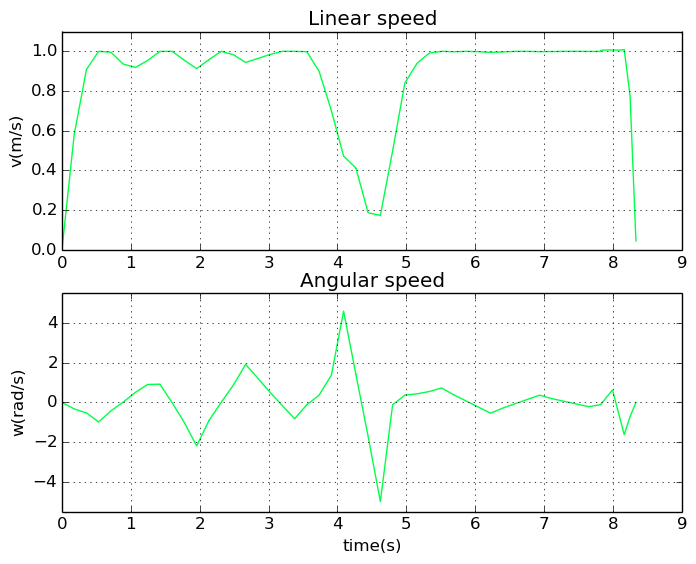 Linear speed
v(m/s)
1.0
0.8
0.6
0.4
0.2
0.0
0 1 2 3 4 5 6 7 8 9
Angular speed
w(rad/s)
4
2
0
−2
−4
0 1 2 3 4 5 6 7 8 9
time(s)